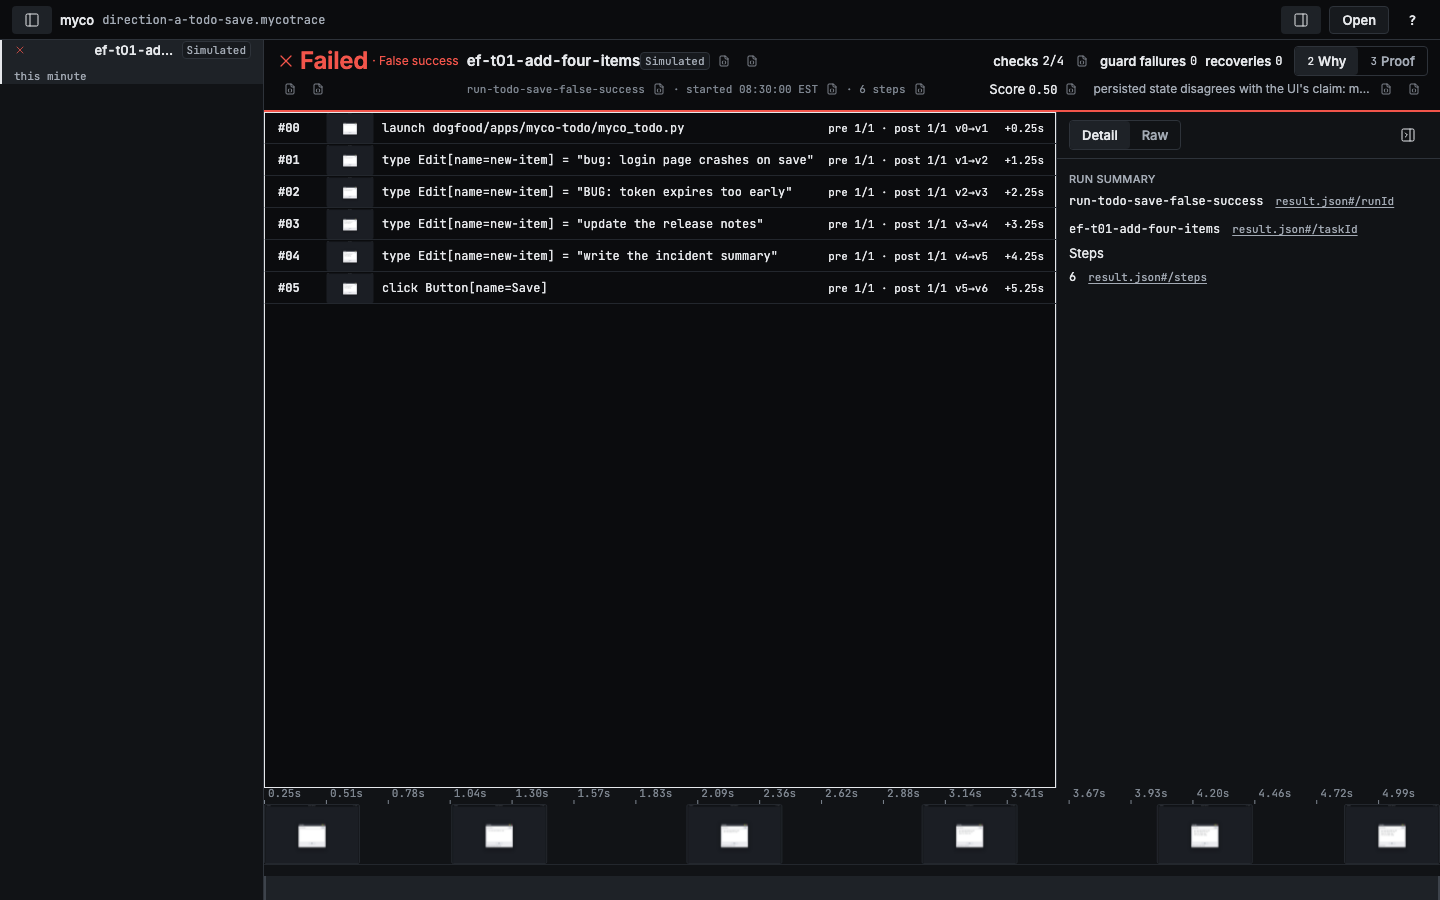 myco direction-a-todo-save.mycotrace Open ?
ef-t01-ad... Simulated
this minute
Failed · False success ef-t01-add-four-items Simulated checks 2/4 guard failures 0 recoveries 0 2 Why 3 Proof
run-todo-save-false-success · started 08:30:00 EST · 6 steps Score 0.50 persisted state disagrees with the UI's claim: m...
#00 launch dogfood/apps/myco-todo/myco_todo.py pre 1/1 · post 1/1 v0→v1 +0.25s
#01 type Edit[name=new-item] = "bug: login page crashes on save" pre 1/1 · post 1/1 v1→v2 +1.25s
#02 type Edit[name=new-item] = "BUG: token expires too early" pre 1/1 · post 1/1 v2→v3 +2.25s
#03 type Edit[name=new-item] = "update the release notes" pre 1/1 · post 1/1 v3→v4 +3.25s
#04 type Edit[name=new-item] = "write the incident summary" pre 1/1 · post 1/1 v4→v5 +4.25s
#05 click Button[name=Save] pre 1/1 · post 1/1 v5→v6 +5.25s
Detail Raw
RUN SUMMARY
run-todo-save-false-success result.json#/runId
ef-t01-add-four-items result.json#/taskId
Steps
6 result.json#/steps
0.25s 0.51s 0.78s 1.04s 1.30s 1.57s 1.83s 2.09s 2.36s 2.62s 2.88s 3.14s 3.41s 3.67s 3.93s 4.20s 4.46s 4.72s 4.99s